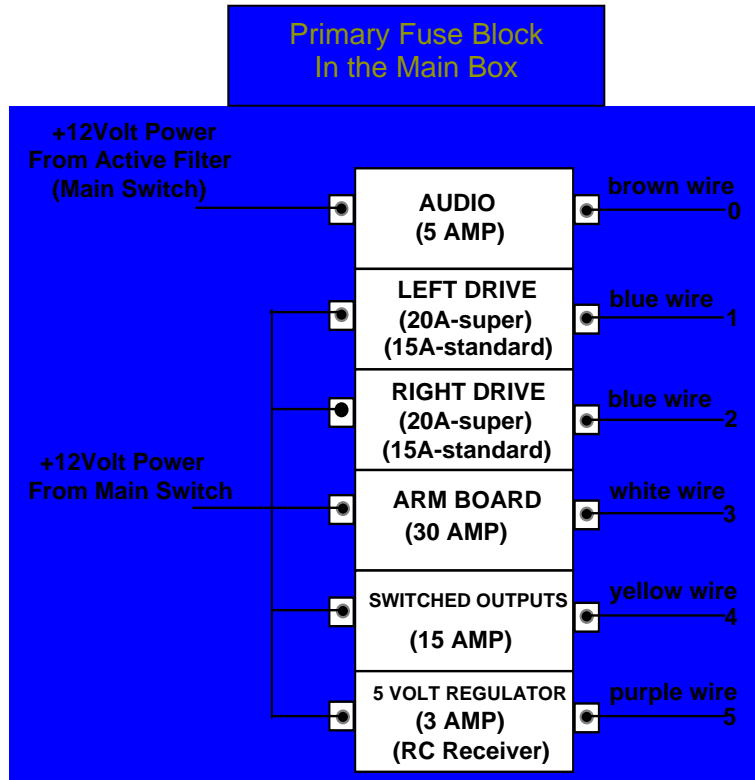 Primary Fuse Block
In the Main Box
+12Volt Power
From Active Filter
(Main Switch)
AUDIO
(5 AMP)
brown wire
0
LEFT DRIVE
(20A-super)
(15A-standard)
blue wire
1
RIGHT DRIVE
(20A-super)
(15A-standard)
blue wire
2
+12Volt Power
From Main Switch
ARM BOARD
(30 AMP)
white wire
3
SWITCHED OUTPUTS
(15 AMP)
yellow wire
4
5 VOLT REGULATOR
(3 AMP)
(RC Receiver)
purple wire
5